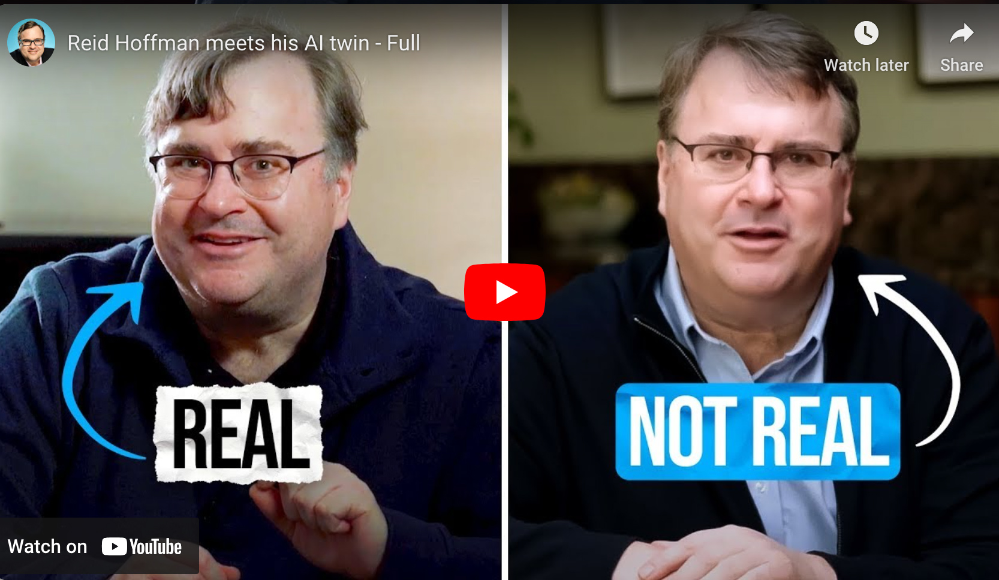 Reid Hoffman meets his AI twin - Full
Watch later
Share
REAL
NOT REAL
Watch on YouTube